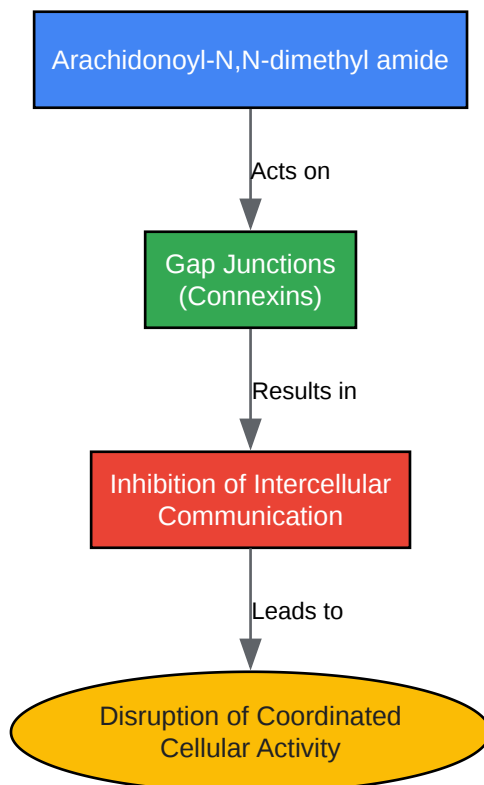 Arachidonoyl-N,N-dimethyl amide
Acts on
Gap Junctions
(Connexins)
Results in
Inhibition of Intercellular
Communication
Leads to
Disruption of Coordinated
Cellular Activity